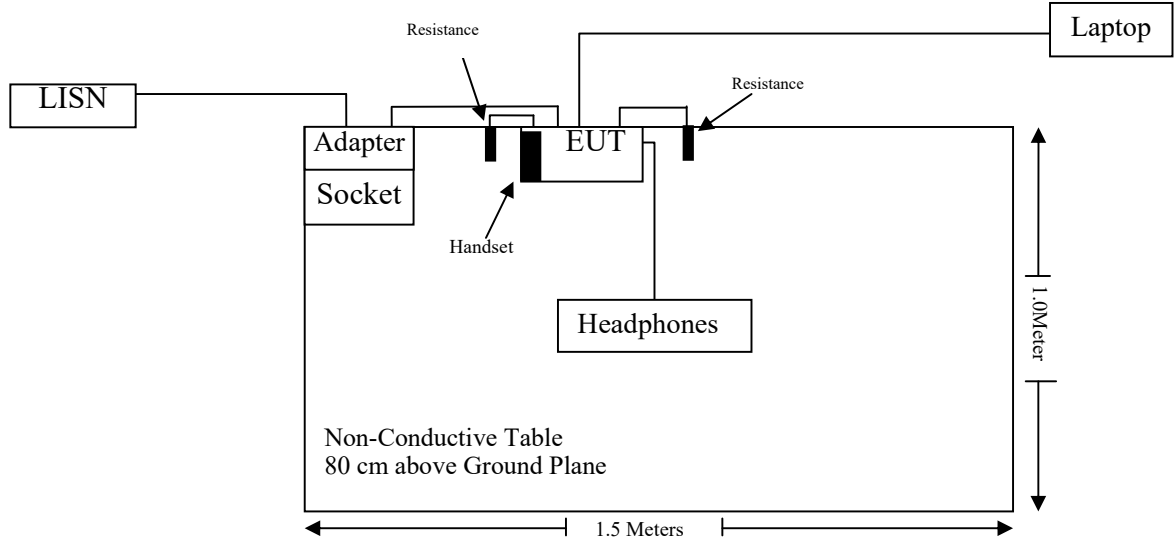 Laptop
Resistance
Resistance
LISN
Adapter
EUT
Socket
Handset
1.0Meter
Headphones
Non-Conductive Table
80 cm above Ground Plane
1.5 Meters